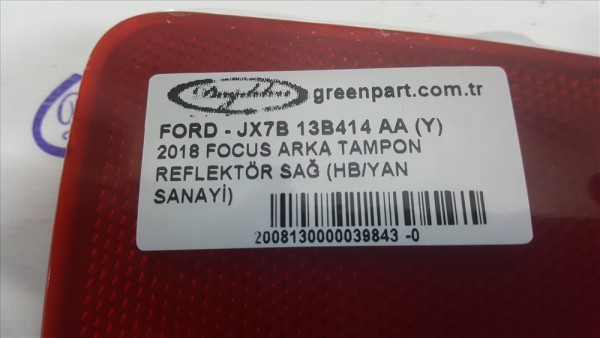 greenpart.com.tr
FORD - JX7B 13B414 AA (Y)
2018 FOCUS ARKA TAMPON
REFLEKTÖR SAĞ (HB/YAN
SANAYİ)
2008130000039843 -0